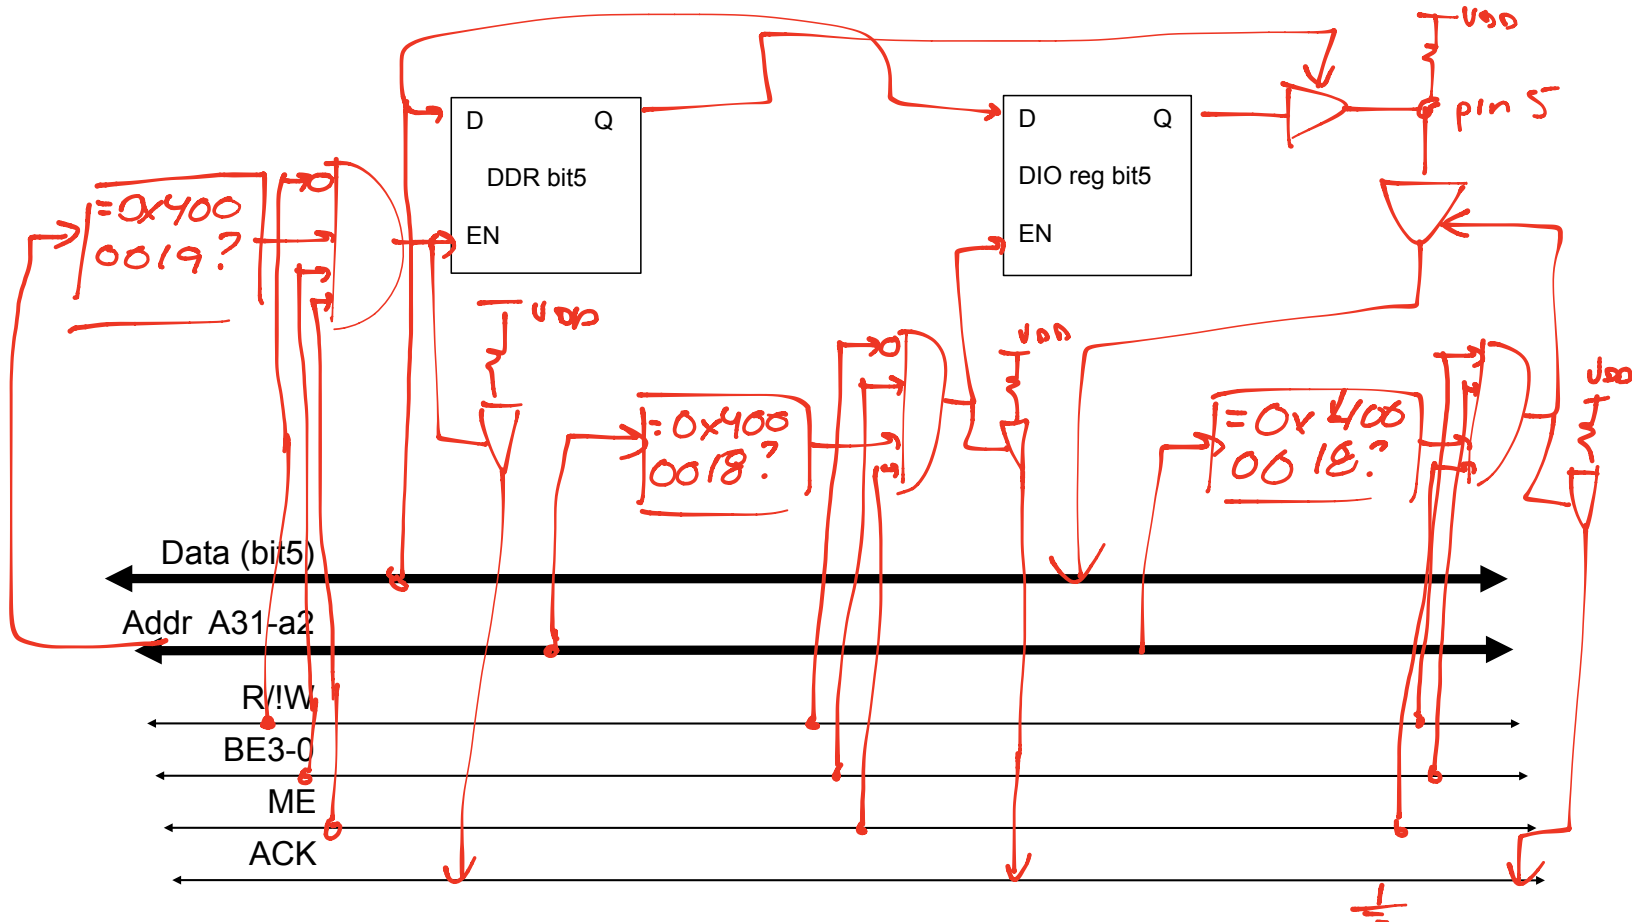 VDD
pin 5
D Q
DDR bit5
EN
D Q
DIO reg bit5
EN
=0x400
0019?
VDD
VDD
VDD
=0x400
0018?
=0x400
0018?
Data (bit5)
Addr A31-a2
R/!W
BE3-0
ME
ACK